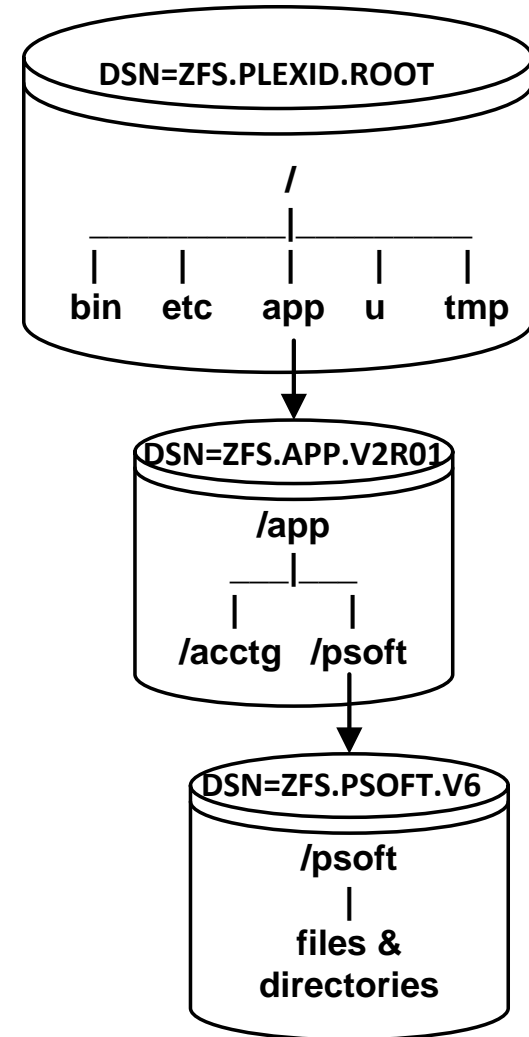 DSN=ZFS.PLEXID.ROOT
/
bin etc app u tmp
DSN=ZFS.APP.V2R01
/app
/acctg /psoft
DSN=ZFS.PSOFT.V6
/psoft
files &
directories